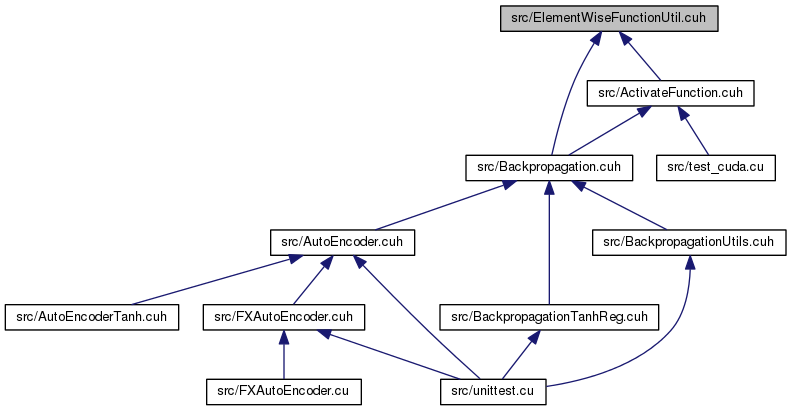 src/ElementWiseFunctionUtil.cuh
src/ActivateFunction.cuh
src/Backpropagation.cuh
src/test_cuda.cu
src/AutoEncoder.cuh
src/BackpropagationUtils.cuh
src/AutoEncoderTanh.cuh
src/FXAutoEncoder.cuh
src/BackpropagationTanhReg.cuh
src/FXAutoEncoder.cu
src/unittest.cu